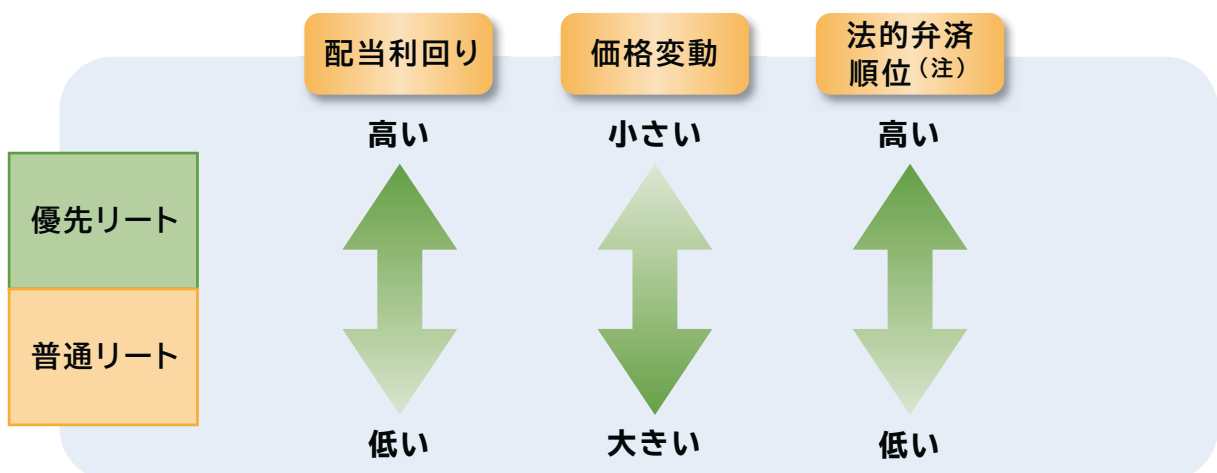 配当利回り
価格変動
法的弁済
順位(注)
高い
小さい
高い
優先リート
普通リート
低い
大きい
低い